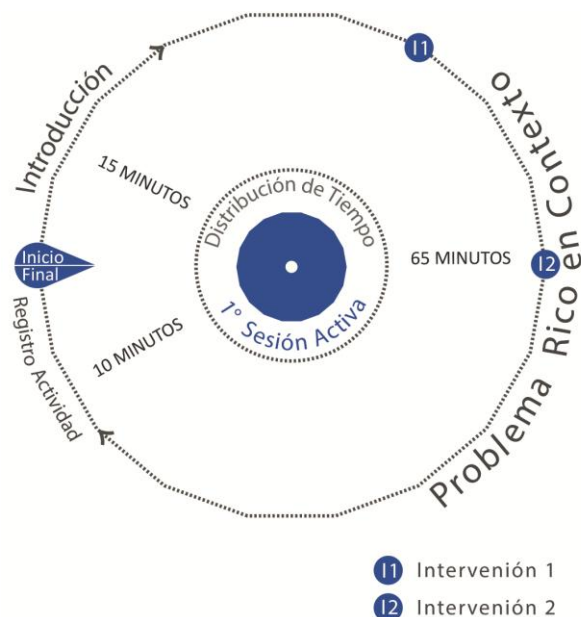 I1
Introducción
15 MINUTOS
Distribución de Tiempo
1° Sesión Activa
65 MINUTOS
Problema Rico en Contexto
I2
Inicio
Final
10 MINUTOS
Registro Actividad
I1 Intervenión 1
I2 Intervenión 2